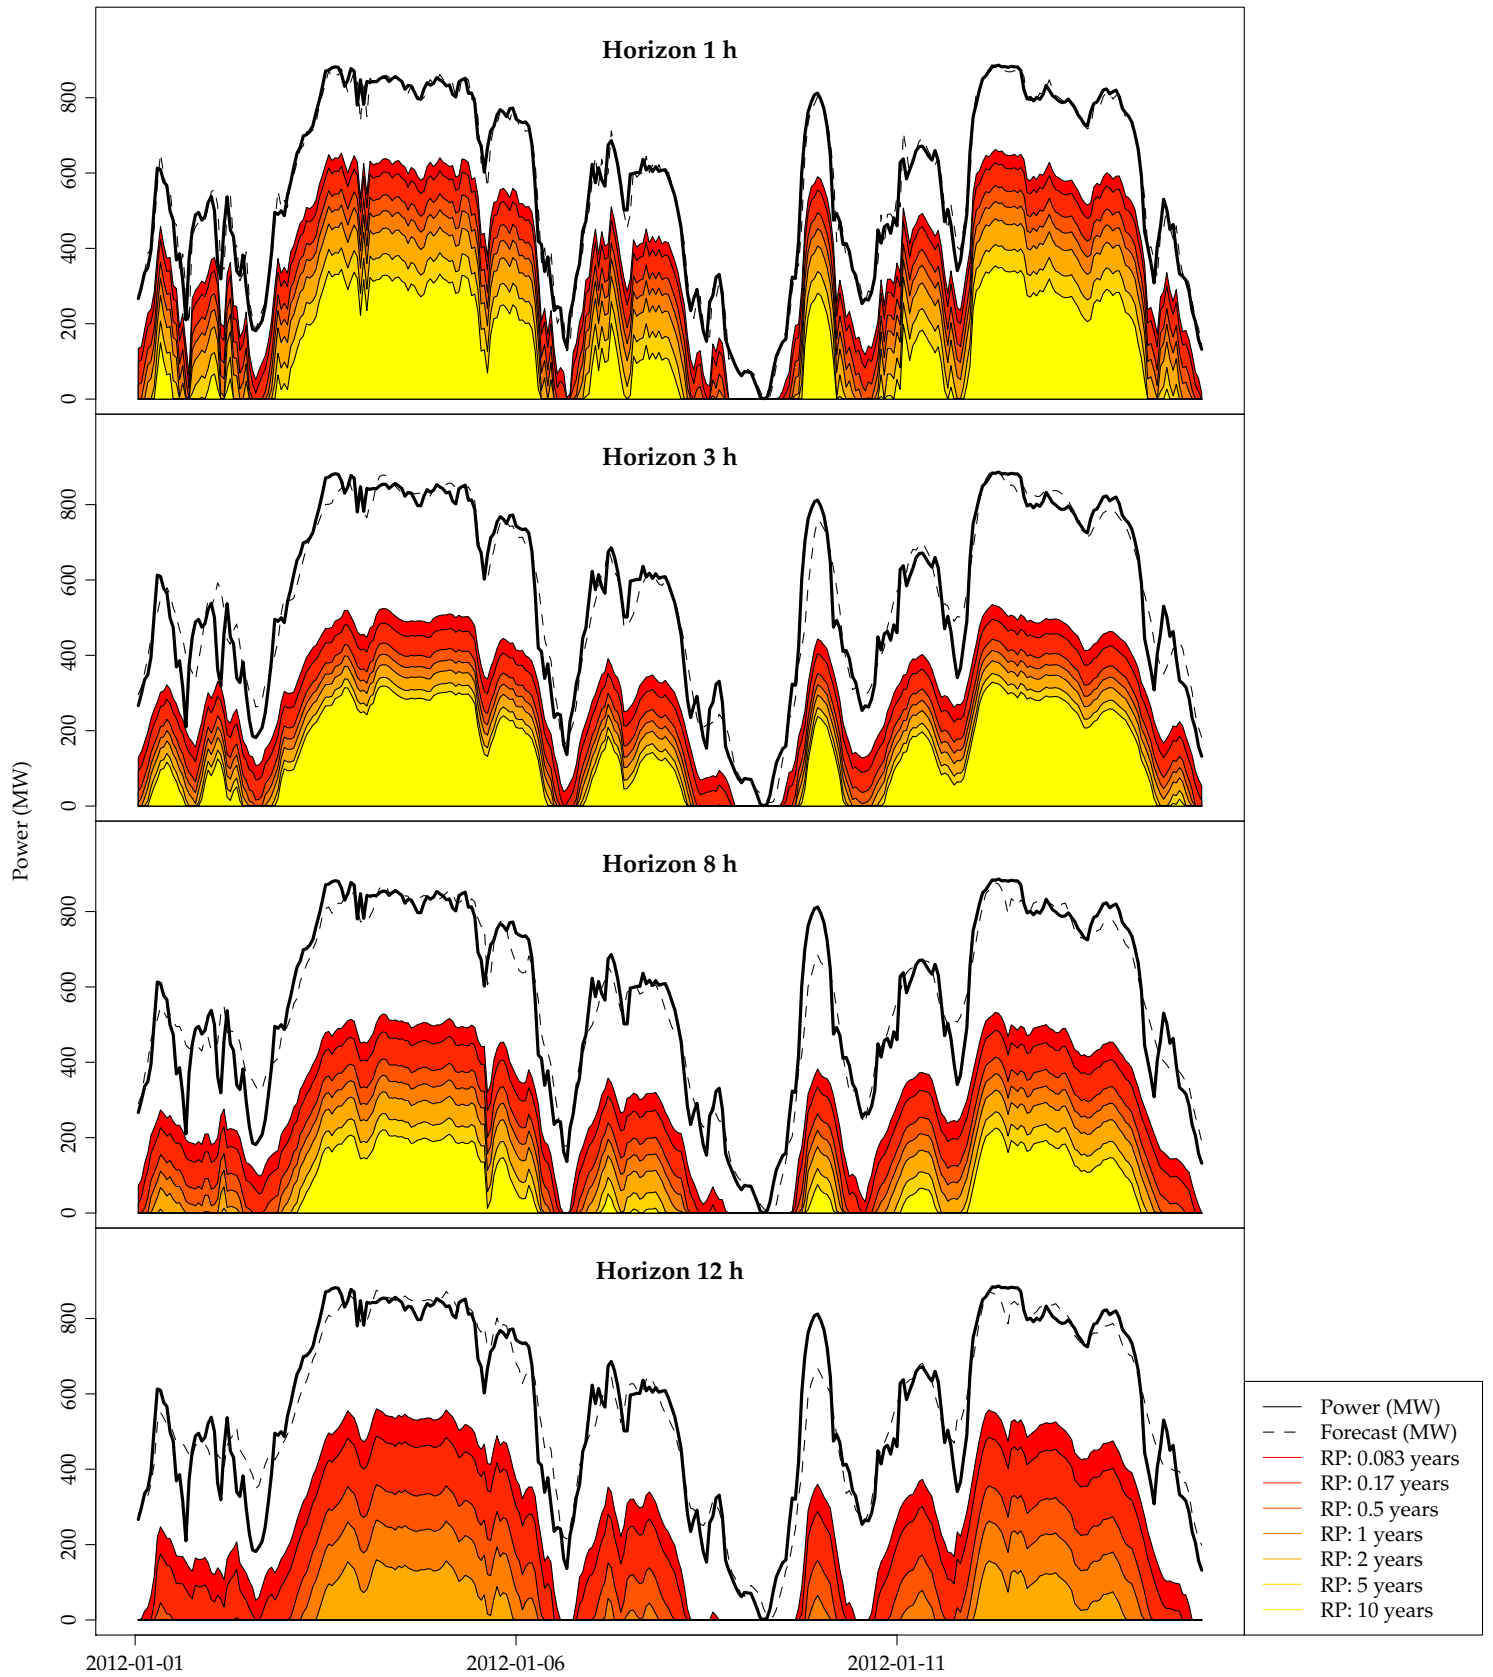 Horizon 1 h
800
600
400
200
0
Horizon 3 h
800
600
400
200
0
Power (MW)
Horizon 8 h
800
600
400
200
0
Horizon 12 h
800
600
400
200
0
Power (MW)
Forecast (MW)
RP: 0.083 years
RP: 0.17 years
RP: 0.5 years
RP: 1 years
RP: 2 years
RP: 5 years
RP: 10 years
2012-01-01
2012-01-06
2012-01-11